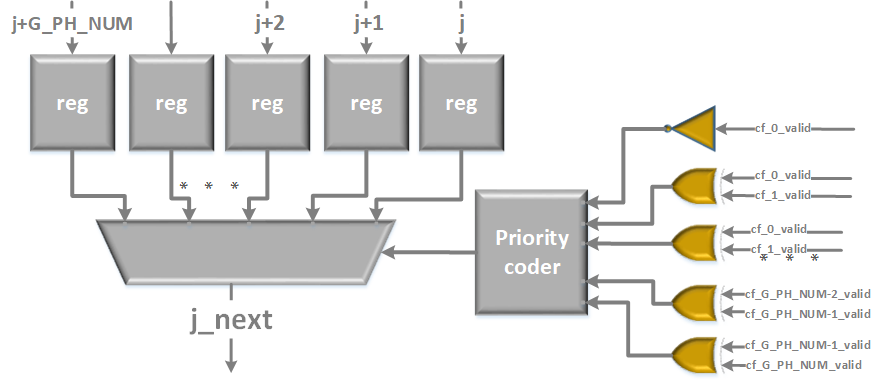 j+G_PH_NUM
j+2
j+1
j
reg
reg
reg
reg
reg
* * *
Priority
coder
j_next
cf_0_valid
cf_0_valid
cf_1_valid
cf_0_valid
cf_1_valid
* * *
cf_G_PH_NUM-2_valid
cf_G_PH_NUM-1_valid
cf_G_PH_NUM-1_valid
cf_G_PH_NUM_valid